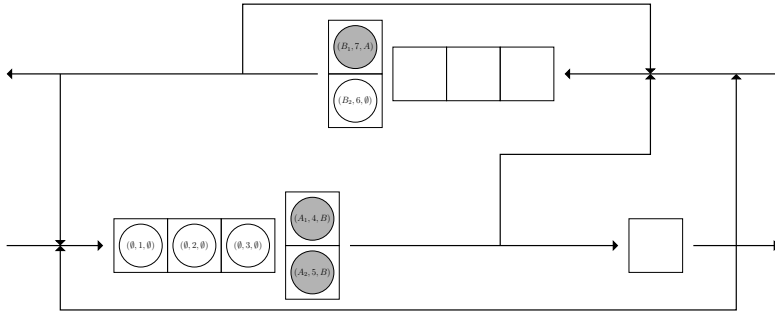 (B₁, 7, A)
(B₂, 6, ∅)
(A₁, 4, B)
(∅, 1, ∅) (∅, 2, ∅) (∅, 3, ∅)
(A₂, 5, B)